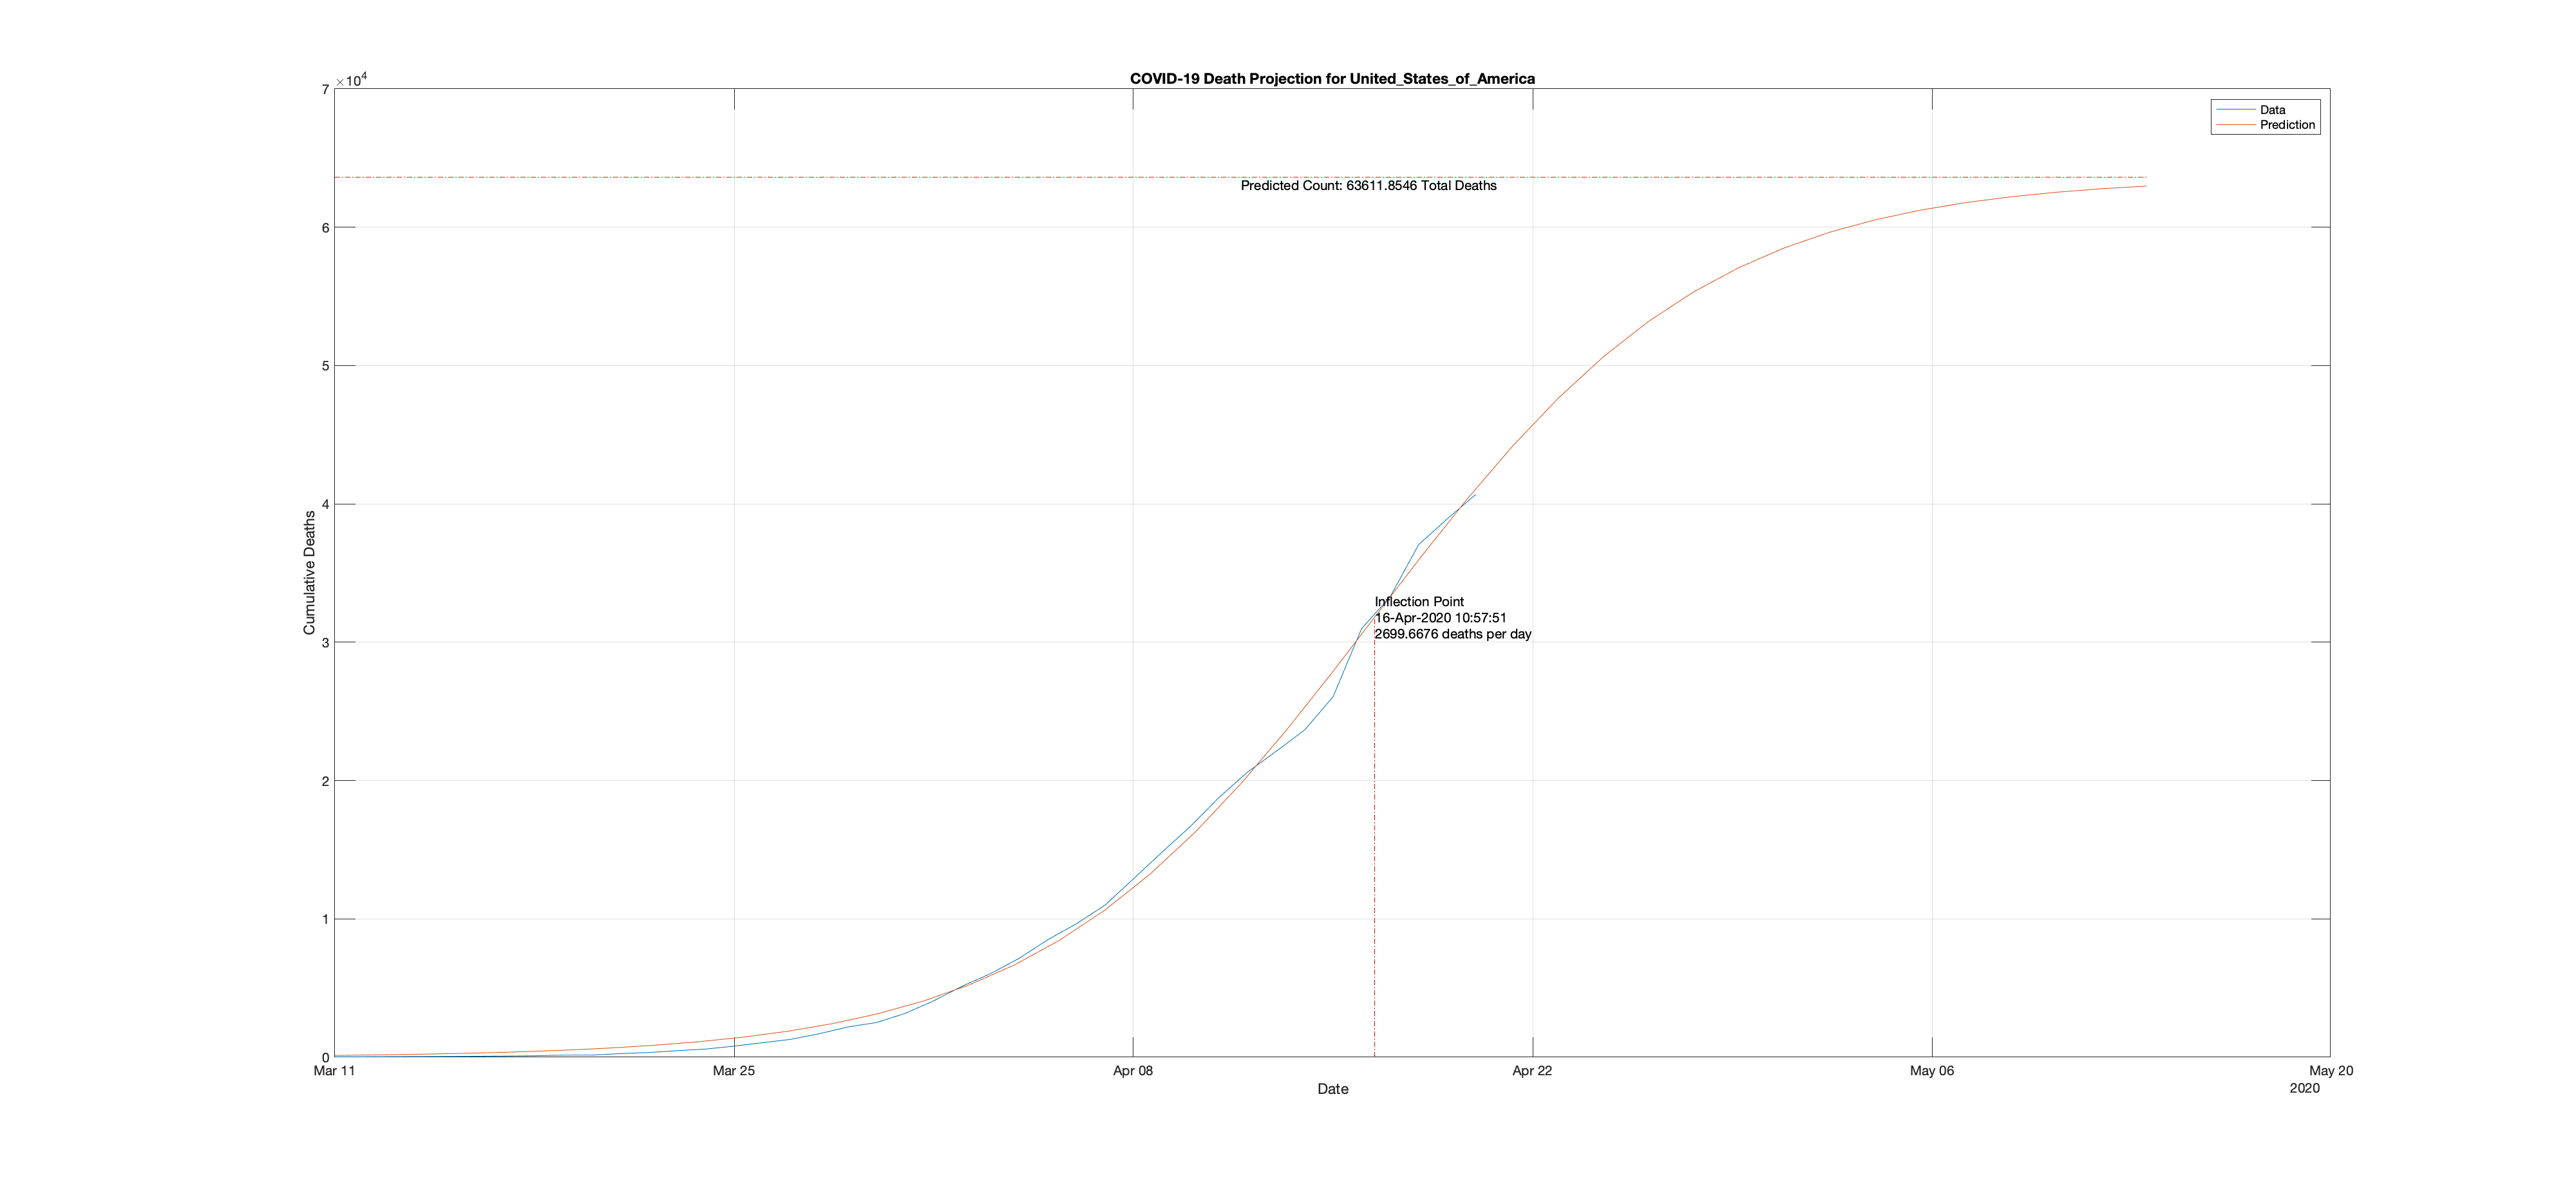 COVID-19 Death Projection for United_States_of_America
×10^4
7
6
5
4
3
2
1
0
Cumulative Deaths
Data
Prediction
Predicted Count: 63611.8546 Total Deaths
Inflection Point
16-Apr-2020 10:57:51
2699.6676 deaths per day
Mar 11
Mar 25
Apr 08
Apr 22
May 06
May 20
2020
Date